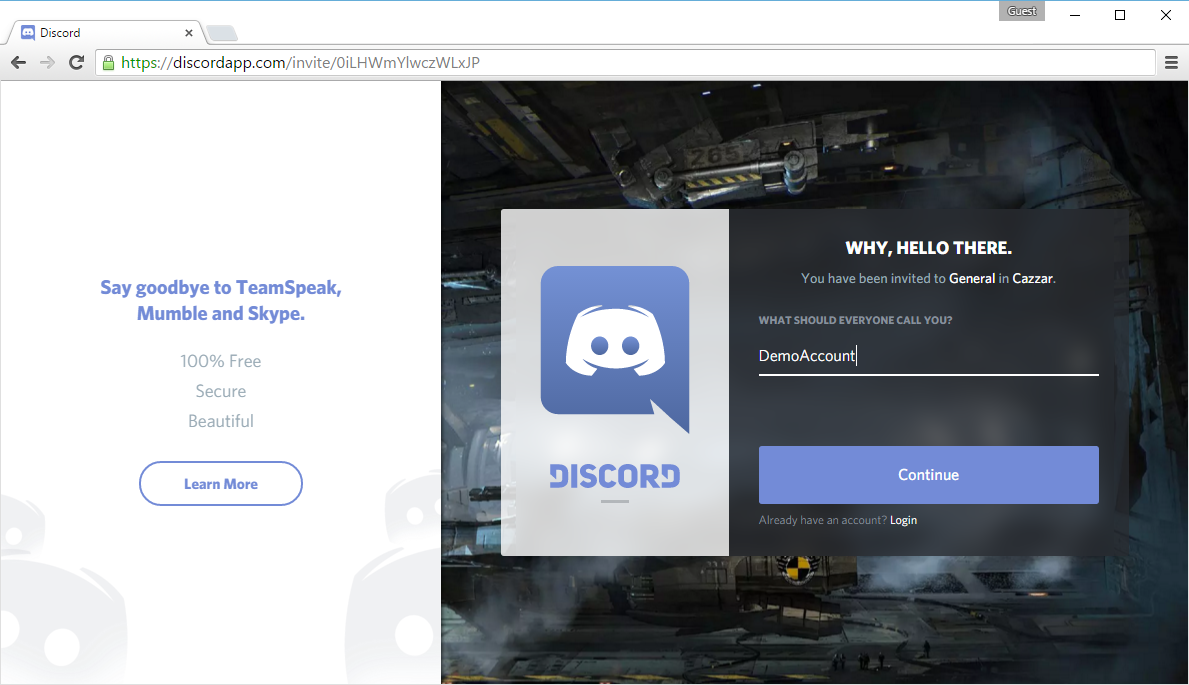 Guest
Discord
https://discordapp.com/invite/0iLHWmYlwczWLxJP
Say goodbye to TeamSpeak,
Mumble and Skype.
100% Free
Secure
Beautiful
Learn More
265
DISCORD
WHY, HELLO THERE.
You have been invited to General in Cazzar.
WHAT SHOULD EVERYONE CALL YOU?
DemoAccount
Continue
Already have an account? Login